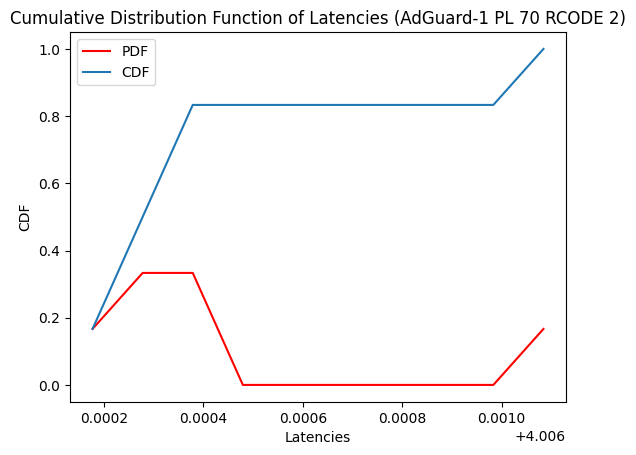 Cumulative Distribution Function of Latencies (AdGuard-1 PL 70 RCODE 2)
PDF
CDF
1.0
0.8
0.6
0.4
0.2
0.0
CDF
0.0002
0.0004
0.0006
0.0008
0.0010
Latencies
+4.006